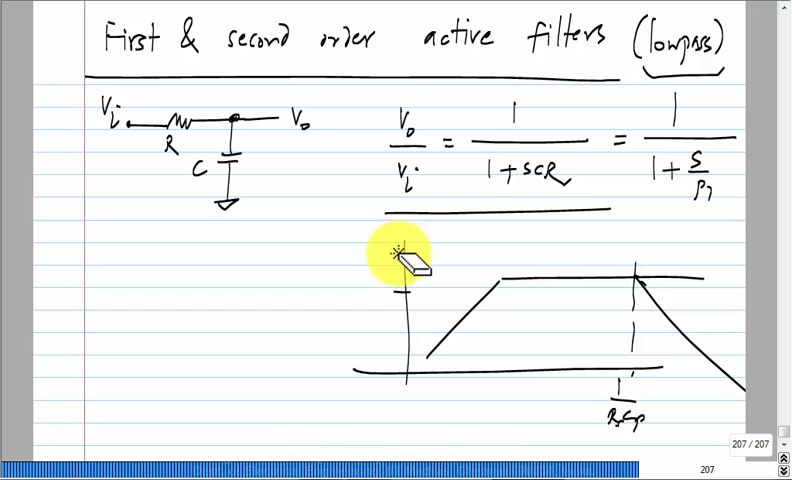 First & second order active filters (lowpass)
Vi R C Vo
Vo/Vi = 1/(1+SCR) = 1/(1+S/p1)
1
207 / 207
207